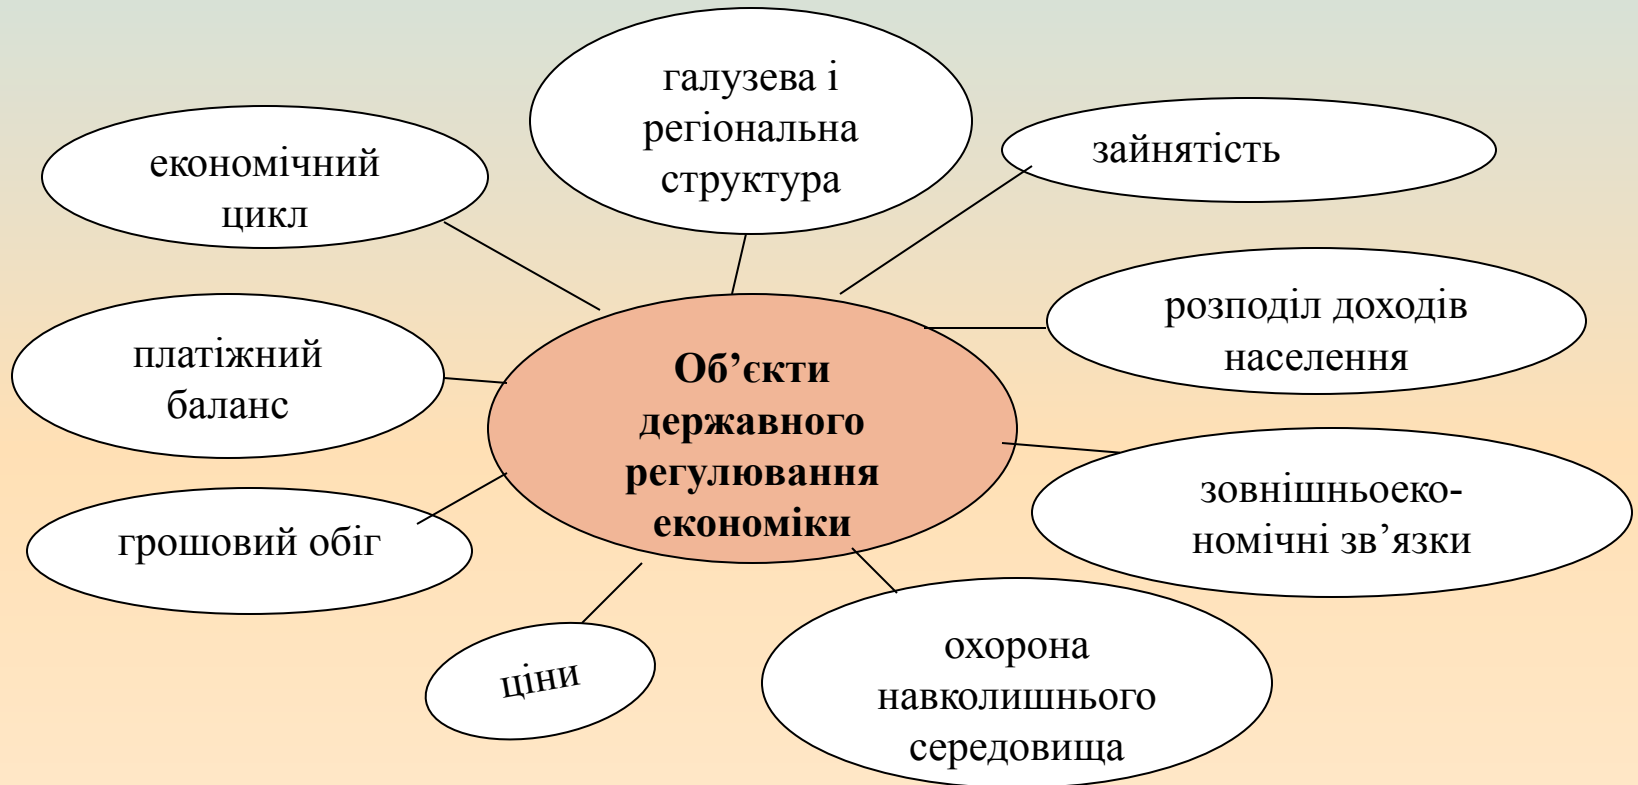 галузева і
регіональна
структура
економічний
цикл
зайнятість
платіжний
баланс
Об’єкти
державного
регулювання
економіки
розподіл доходів
населення
грошовий обіг
зовнішньоеко-
номічні зв’язки
ціни
охорона
навколишнього
середовища